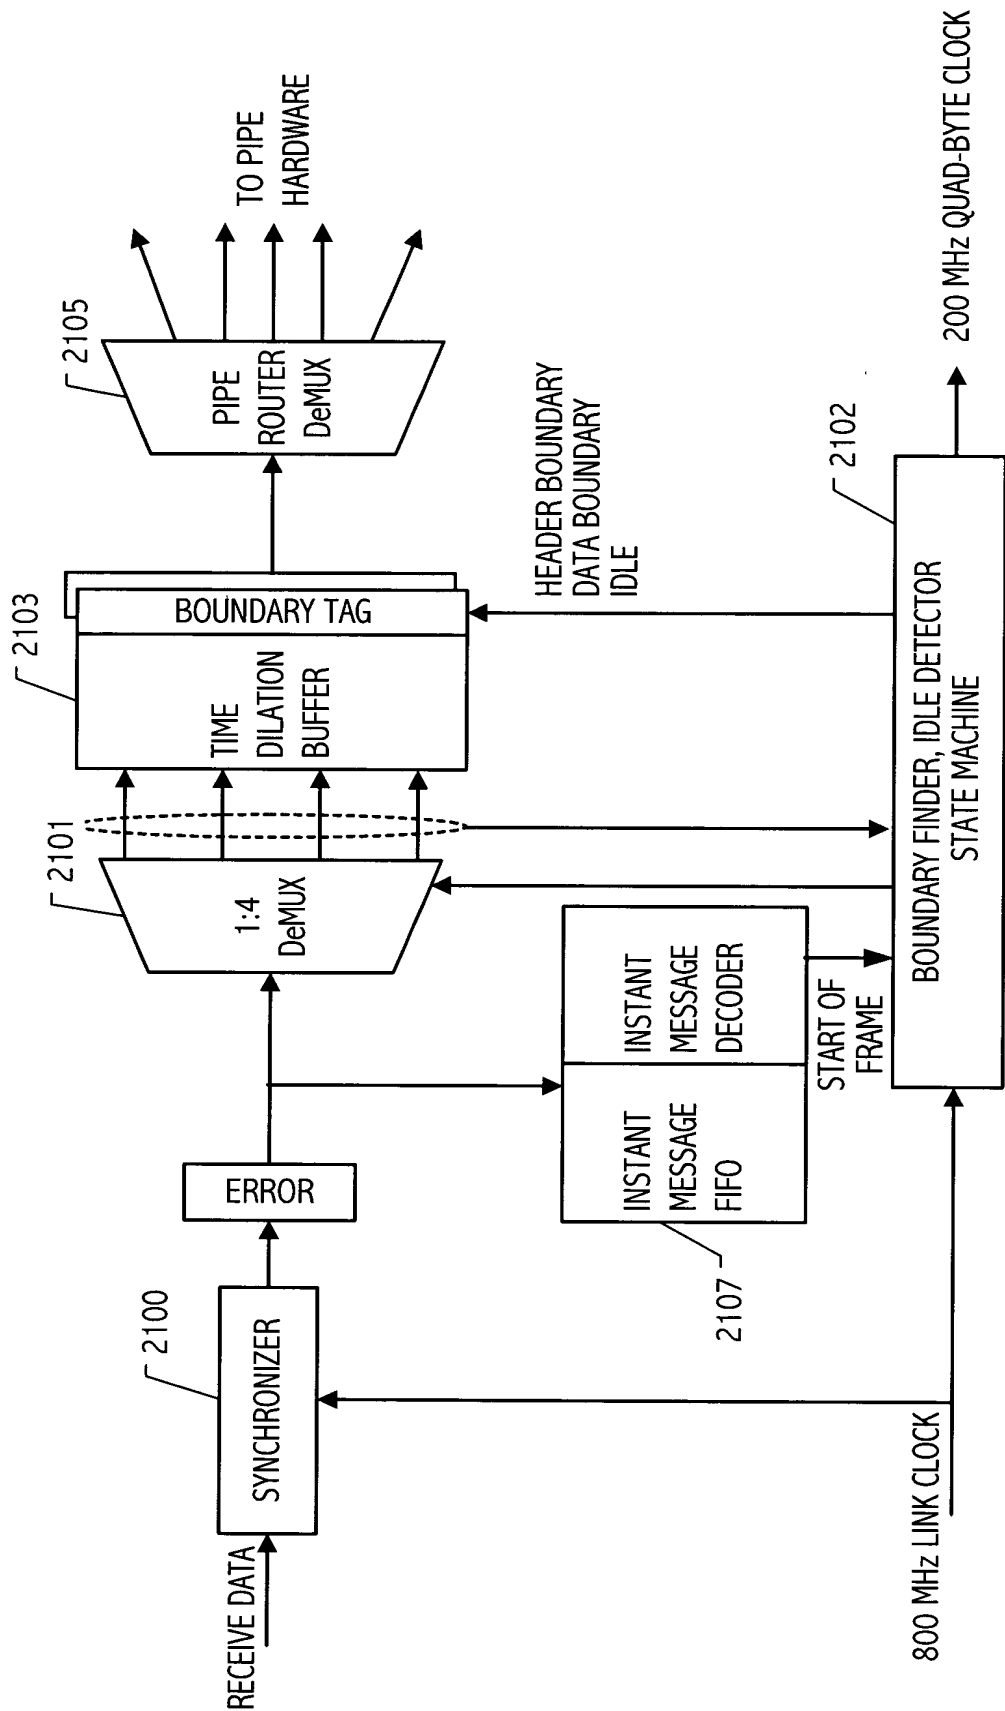 RECEIVE DATA
2100
SYNCHRONIZER
ERROR
2101
1:4
DeMUX
2103
TIME
DILATION
BUFFER
BOUNDARY TAG
2105
PIPE
ROUTER
DeMUX
TO PIPE
HARDWARE
2107
INSTANT
MESSAGE
FIFO
INSTANT
MESSAGE
DECODER
START OF
FRAME
HEADER BOUNDARY
DATA BOUNDARY
IDLE
800 MHz LINK CLOCK
2102
BOUNDARY FINDER, IDLE DETECTOR
STATE MACHINE
200 MHz QUAD-BYTE CLOCK